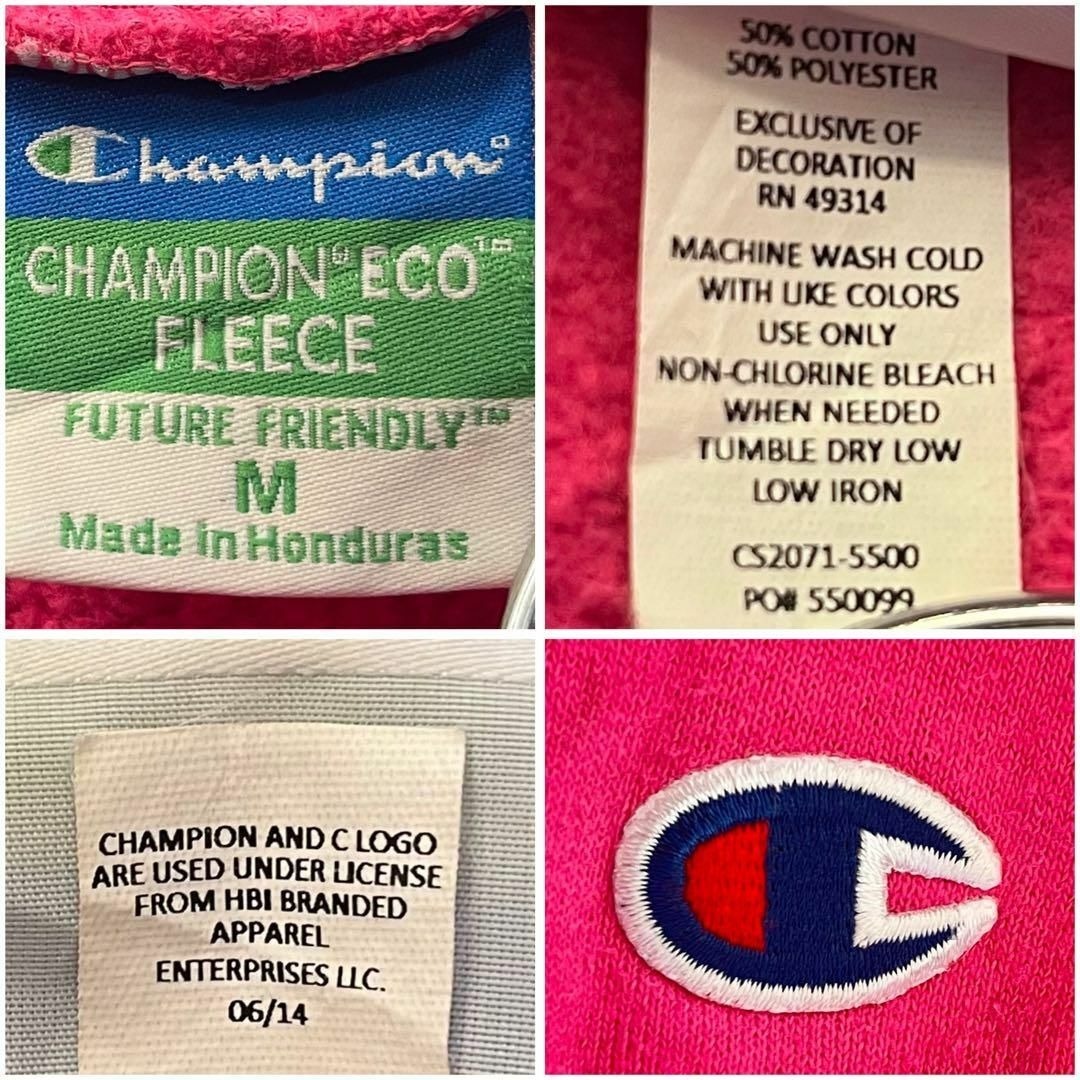 Champion
CHAMPION® ECO™
FLEECE
FUTURE FRIENDLY™
M
Made in Honduras
50% COTTON
50% POLYESTER
EXCLUSIVE OF
DECORATION
RN 49314
MACHINE WASH COLD
WITH LIKE COLORS
USE ONLY
NON-CHLORINE BLEACH
WHEN NEEDED
TUMBLE DRY LOW
LOW IRON
CS2071-5500
PO# 550099
CHAMPION AND C LOGO
ARE USED UNDER LICENSE
FROM HBI BRANDED
APPAREL
ENTERPRISES LLC.
06/14
C